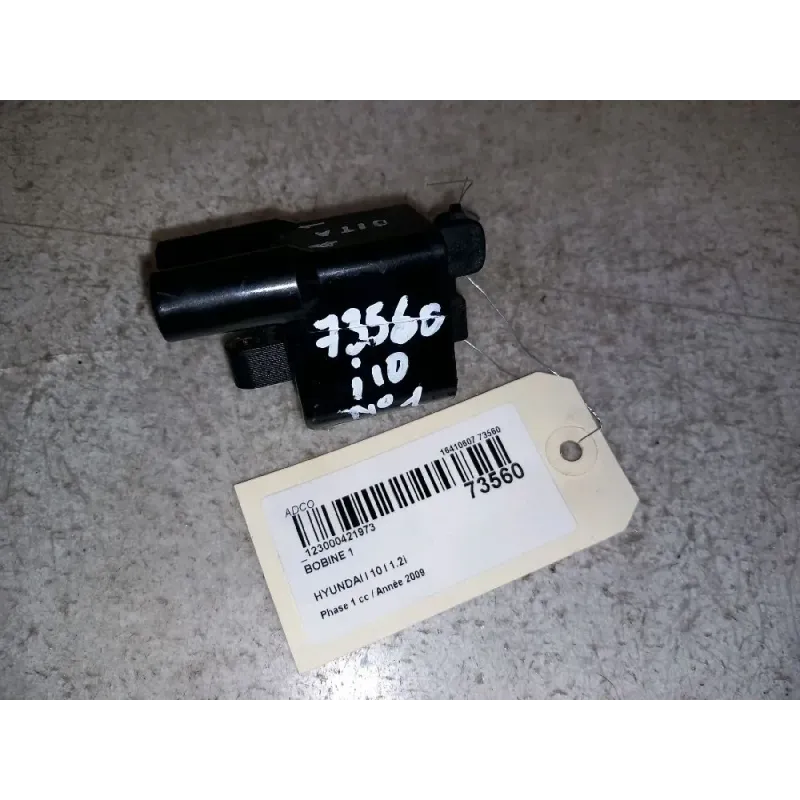 73560
i10
ADCO
16410807 73560
73560
-123000421973
BOBINE 1
HYUNDAI I 10 I 1.2i
Phase 1 cc / Année 2009